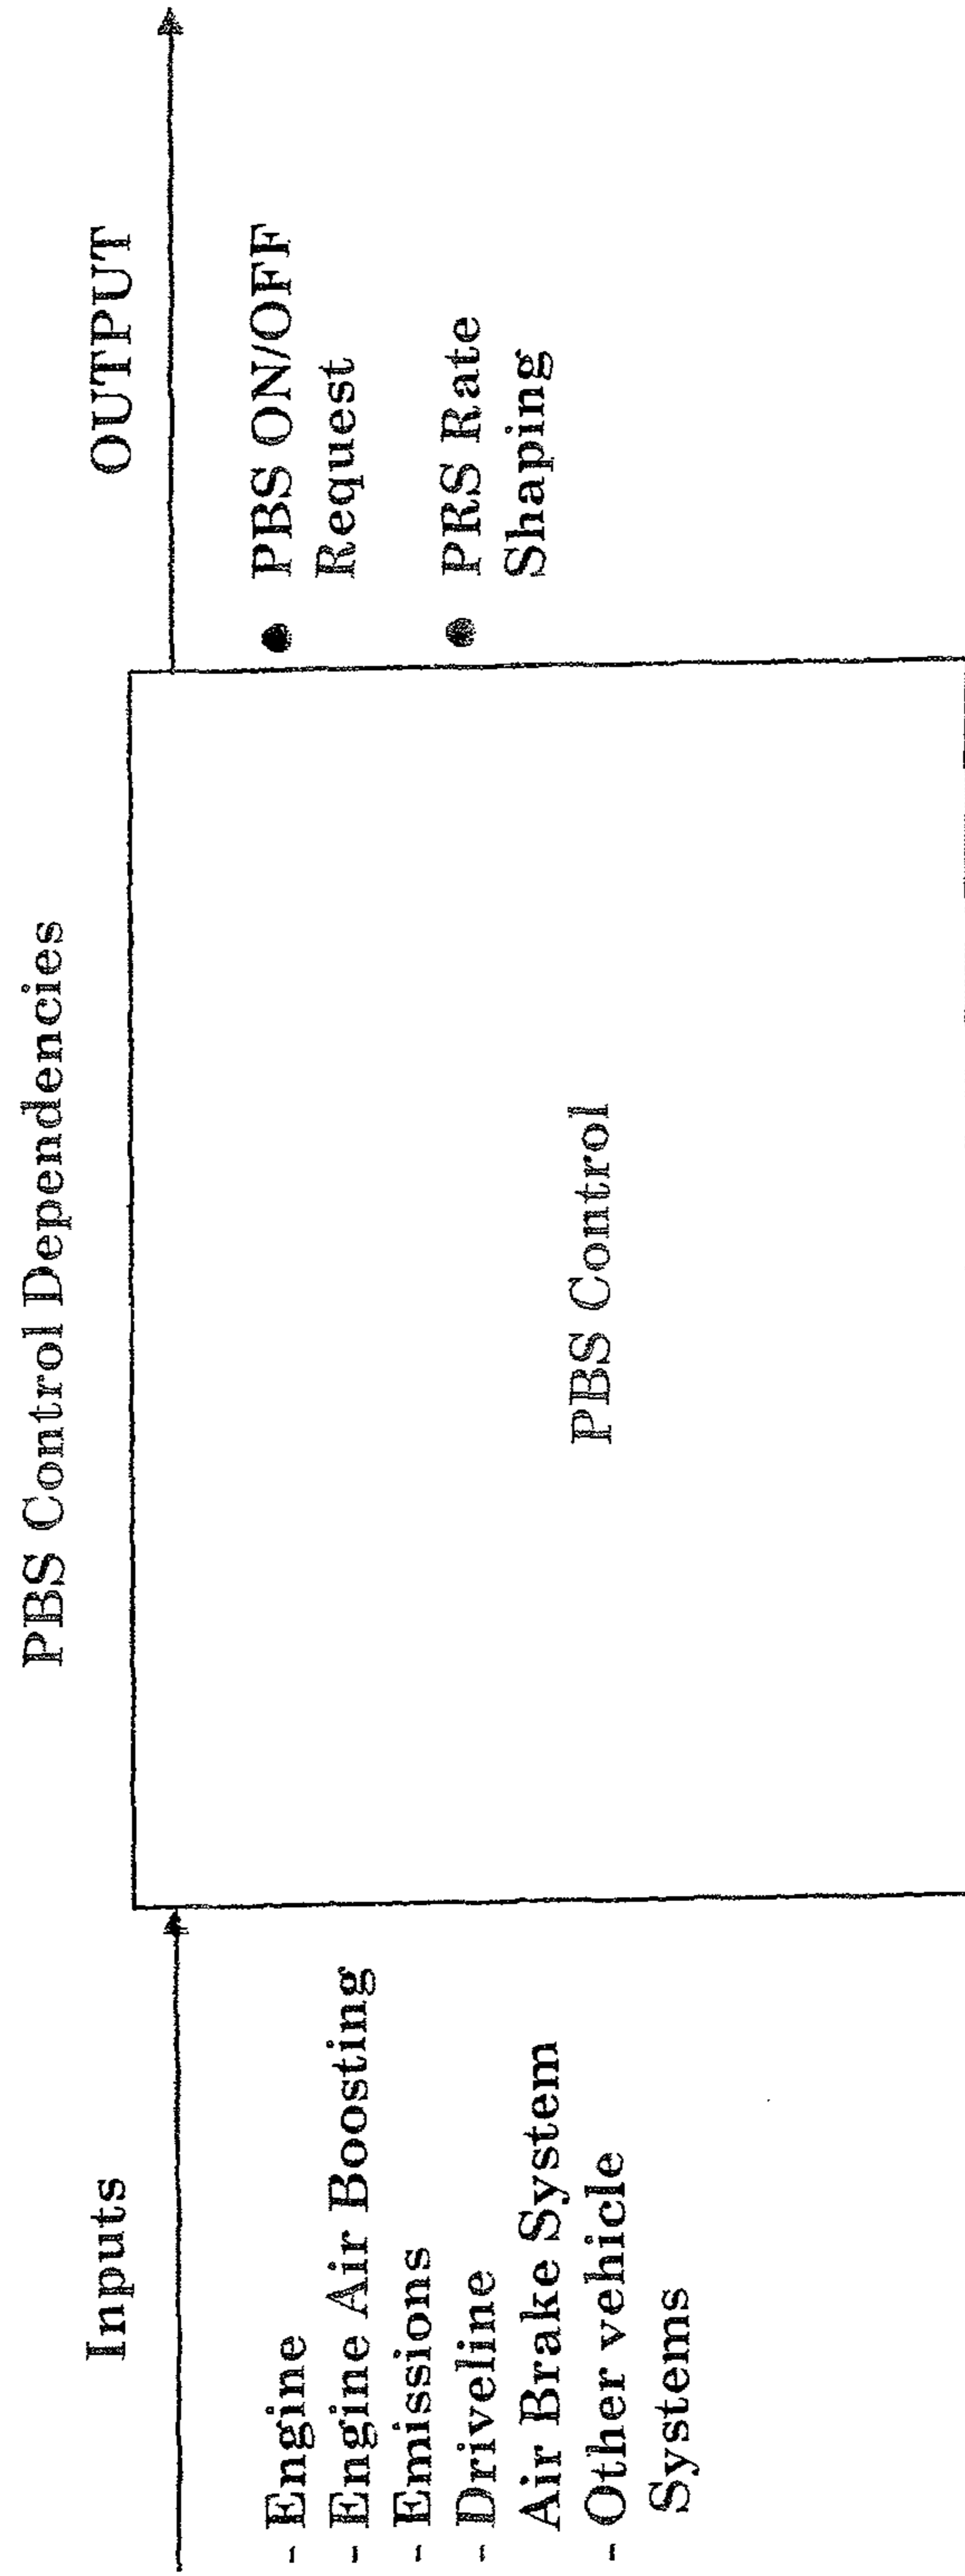 PBS Control Dependencies
Inputs
- Engine
- Engine Air Boosting
- Emissions
- Driveline
Air Brake System
- Other vehicle
Systems
PBS Control
OUTPUT
● PBS ON/OFF
Request
● PRS Rate
Shaping